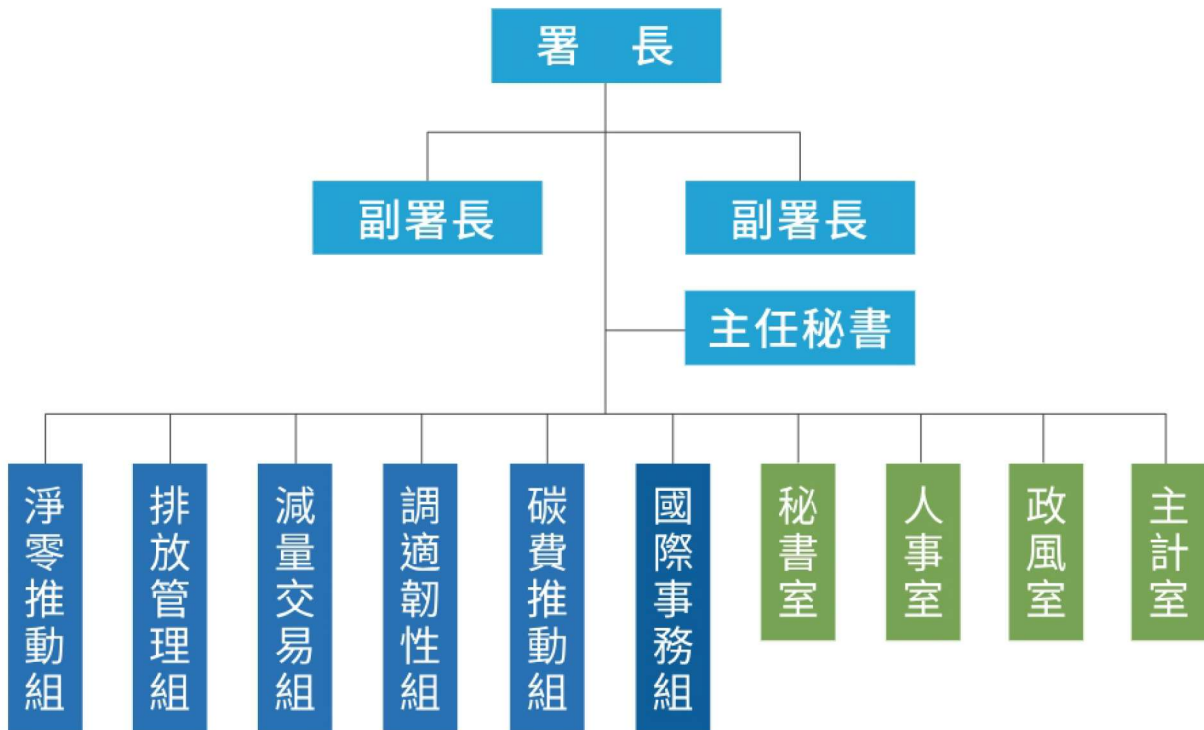 署 長
副署長
副署長
主任秘書
淨零推動組
排放管理組
減量交易組
調適韌性組
碳費推動組
國際事務組
秘書室
人事室
政風室
主計室